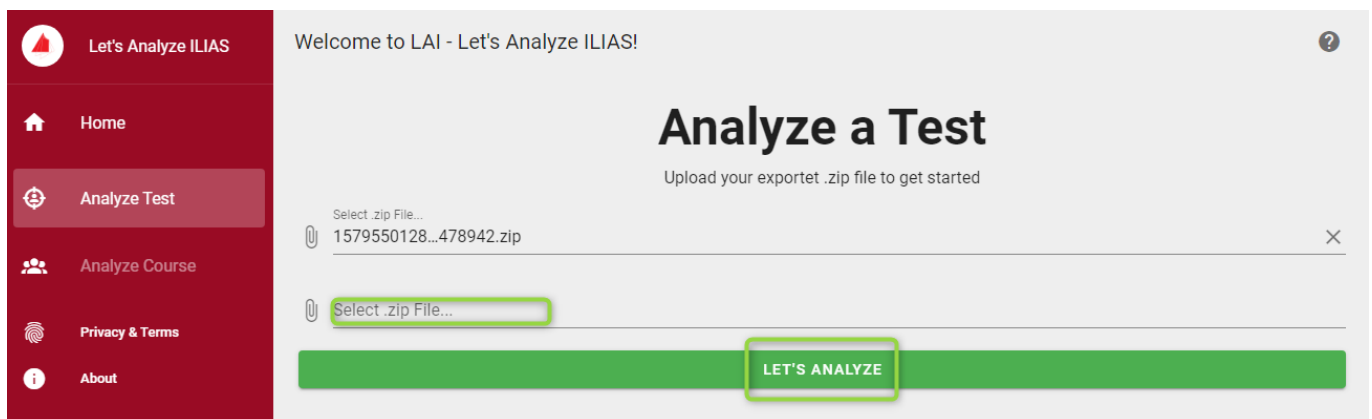 Let's Analyze ILIAS
Home
Analyze Test
Analyze Course
Privacy & Terms
About
Welcome to LAI - Let's Analyze ILIAS!
Analyze a Test
Upload your exportet .zip file to get started
Select .zip File...
1579550128...478942.zip
Select .zip File...
LET'S ANALYZE